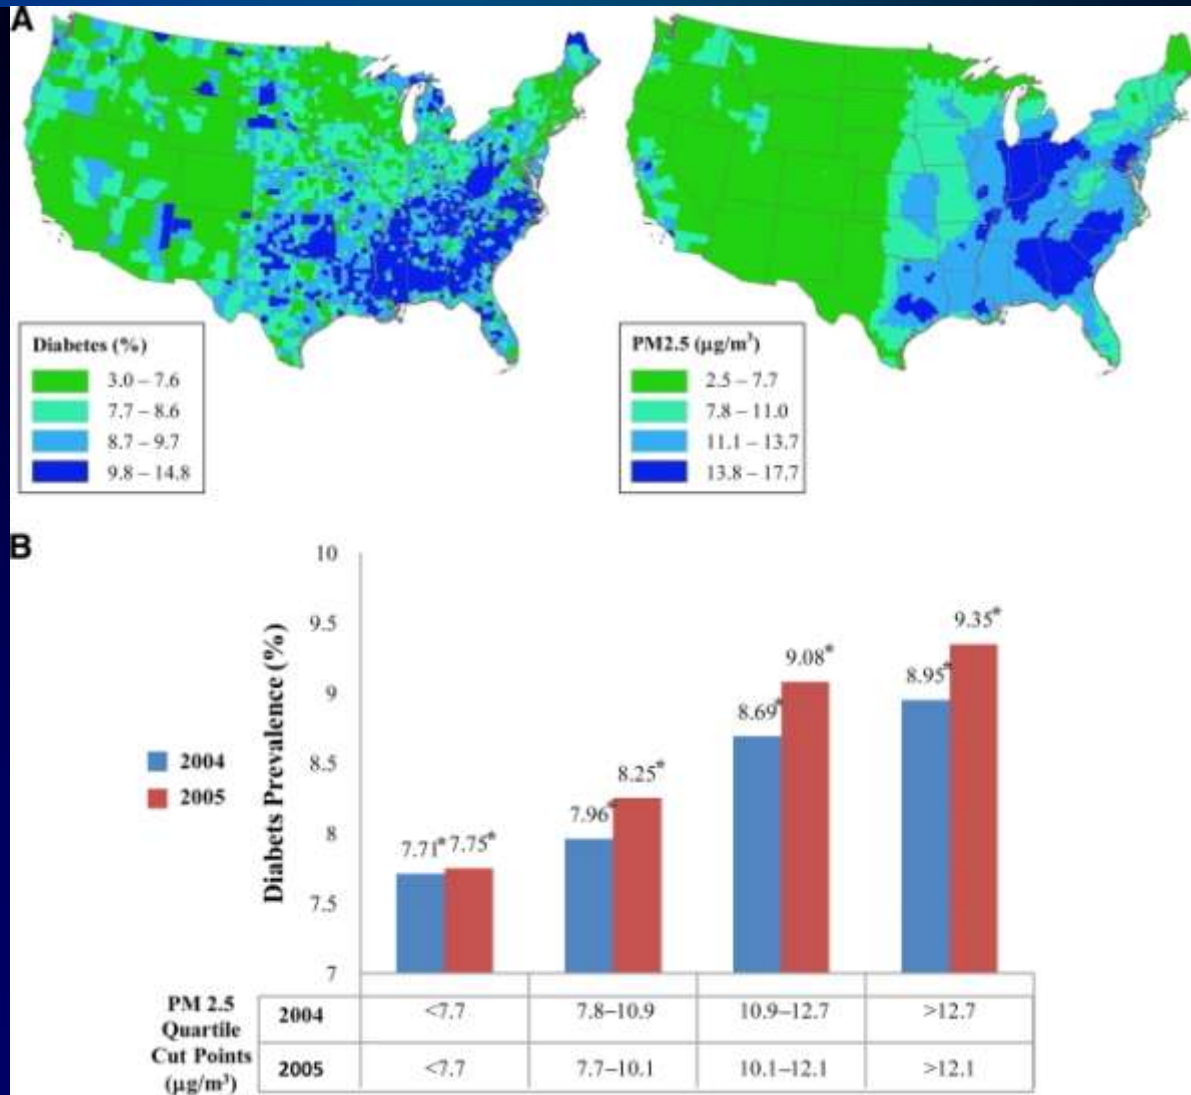 A
Diabetes (%)
3.0 – 7.6
7.7 – 8.6
8.7 – 9.7
9.8 – 14.8
PM2.5 (µg/m³)
2.5 – 7.7
7.8 – 11.0
11.1 – 13.7
13.8 – 17.7
B
Diabets Prevalence (%)
10
9.5
9
8.5
8
7.5
7
2004
2005
7.71* 7.75*
7.96* 8.25*
8.69* 9.08*
8.95* 9.35*
PM 2.5
Quartile
Cut Points
(µg/m³)
2004 <7.7 7.8–10.9 10.9–12.7 >12.7
2005 <7.7 7.7–10.1 10.1–12.1 >12.1